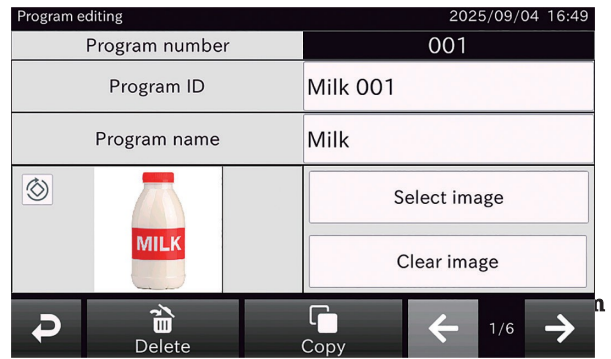 Program editing 2025/09/04 16:49
Program number 001
Program ID Milk 001
Program name Milk
MILK
Select image
Clear image
Delete Copy 1/6